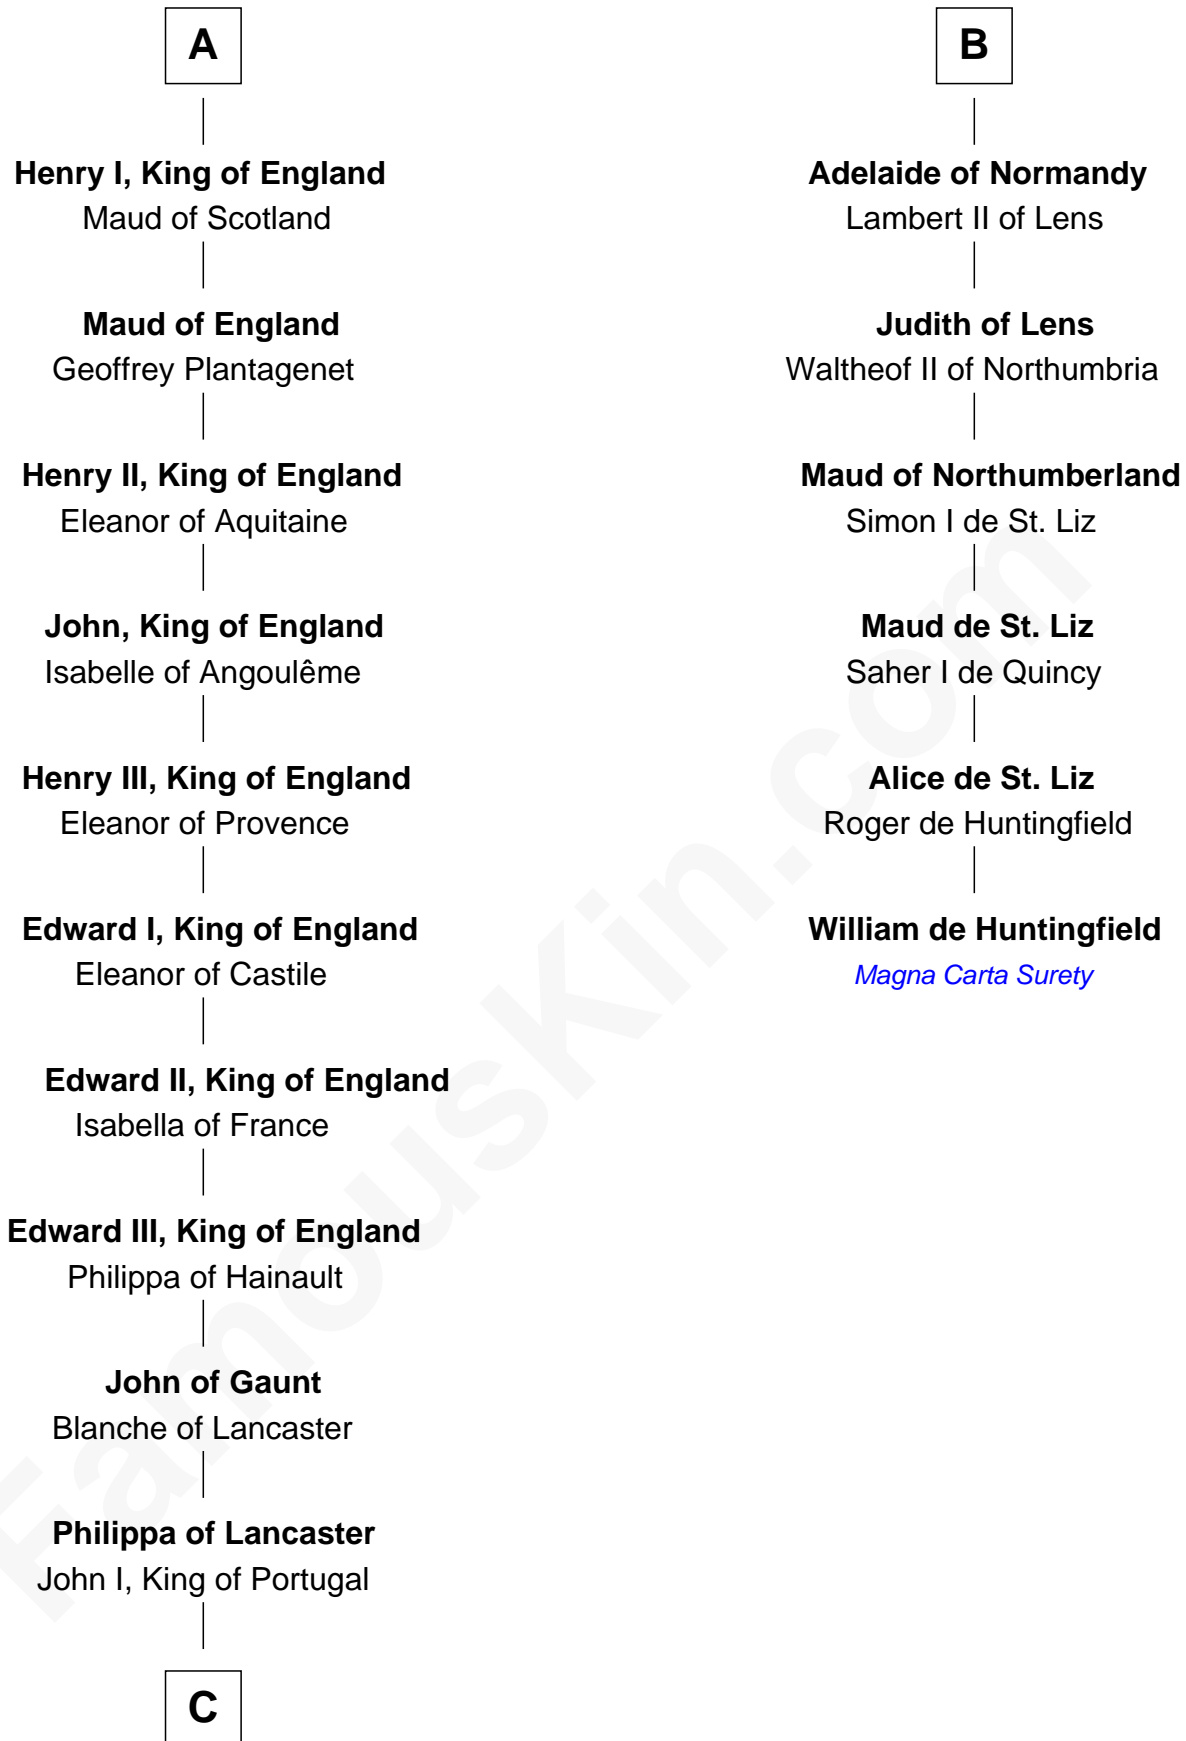 A
Henry I, King of England
Maud of Scotland
Maud of England
Geoffrey Plantagenet
Henry II, King of England
Eleanor of Aquitaine
John, King of England
Isabelle of Angoulême
Henry III, King of England
Eleanor of Provence
Edward I, King of England
Eleanor of Castile
Edward II, King of England
Isabella of France
Edward III, King of England
Philippa of Hainault
John of Gaunt
Blanche of Lancaster
Philippa of Lancaster
John I, King of Portugal
C
B
Adelaide of Normandy
Lambert II of Lens
Judith of Lens
Waltheof II of Northumbria
Maud of Northumberland
Simon I de St. Liz
Maud de St. Liz
Saher I de Quincy
Alice de St. Liz
Roger de Huntingfield
William de Huntingfield
Magna Carta Surety
FamousKin.com